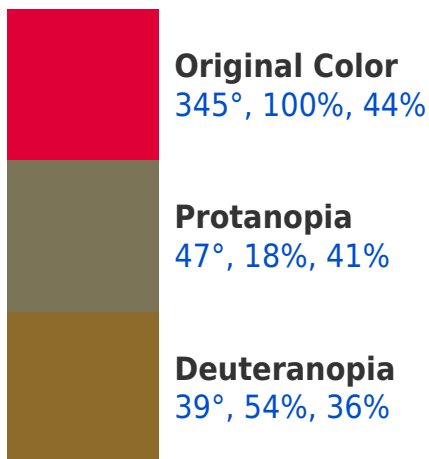 Original Color
345°, 100%, 44%
Protanopia
47°, 18%, 41%
Deuteranopia
39°, 54%, 36%